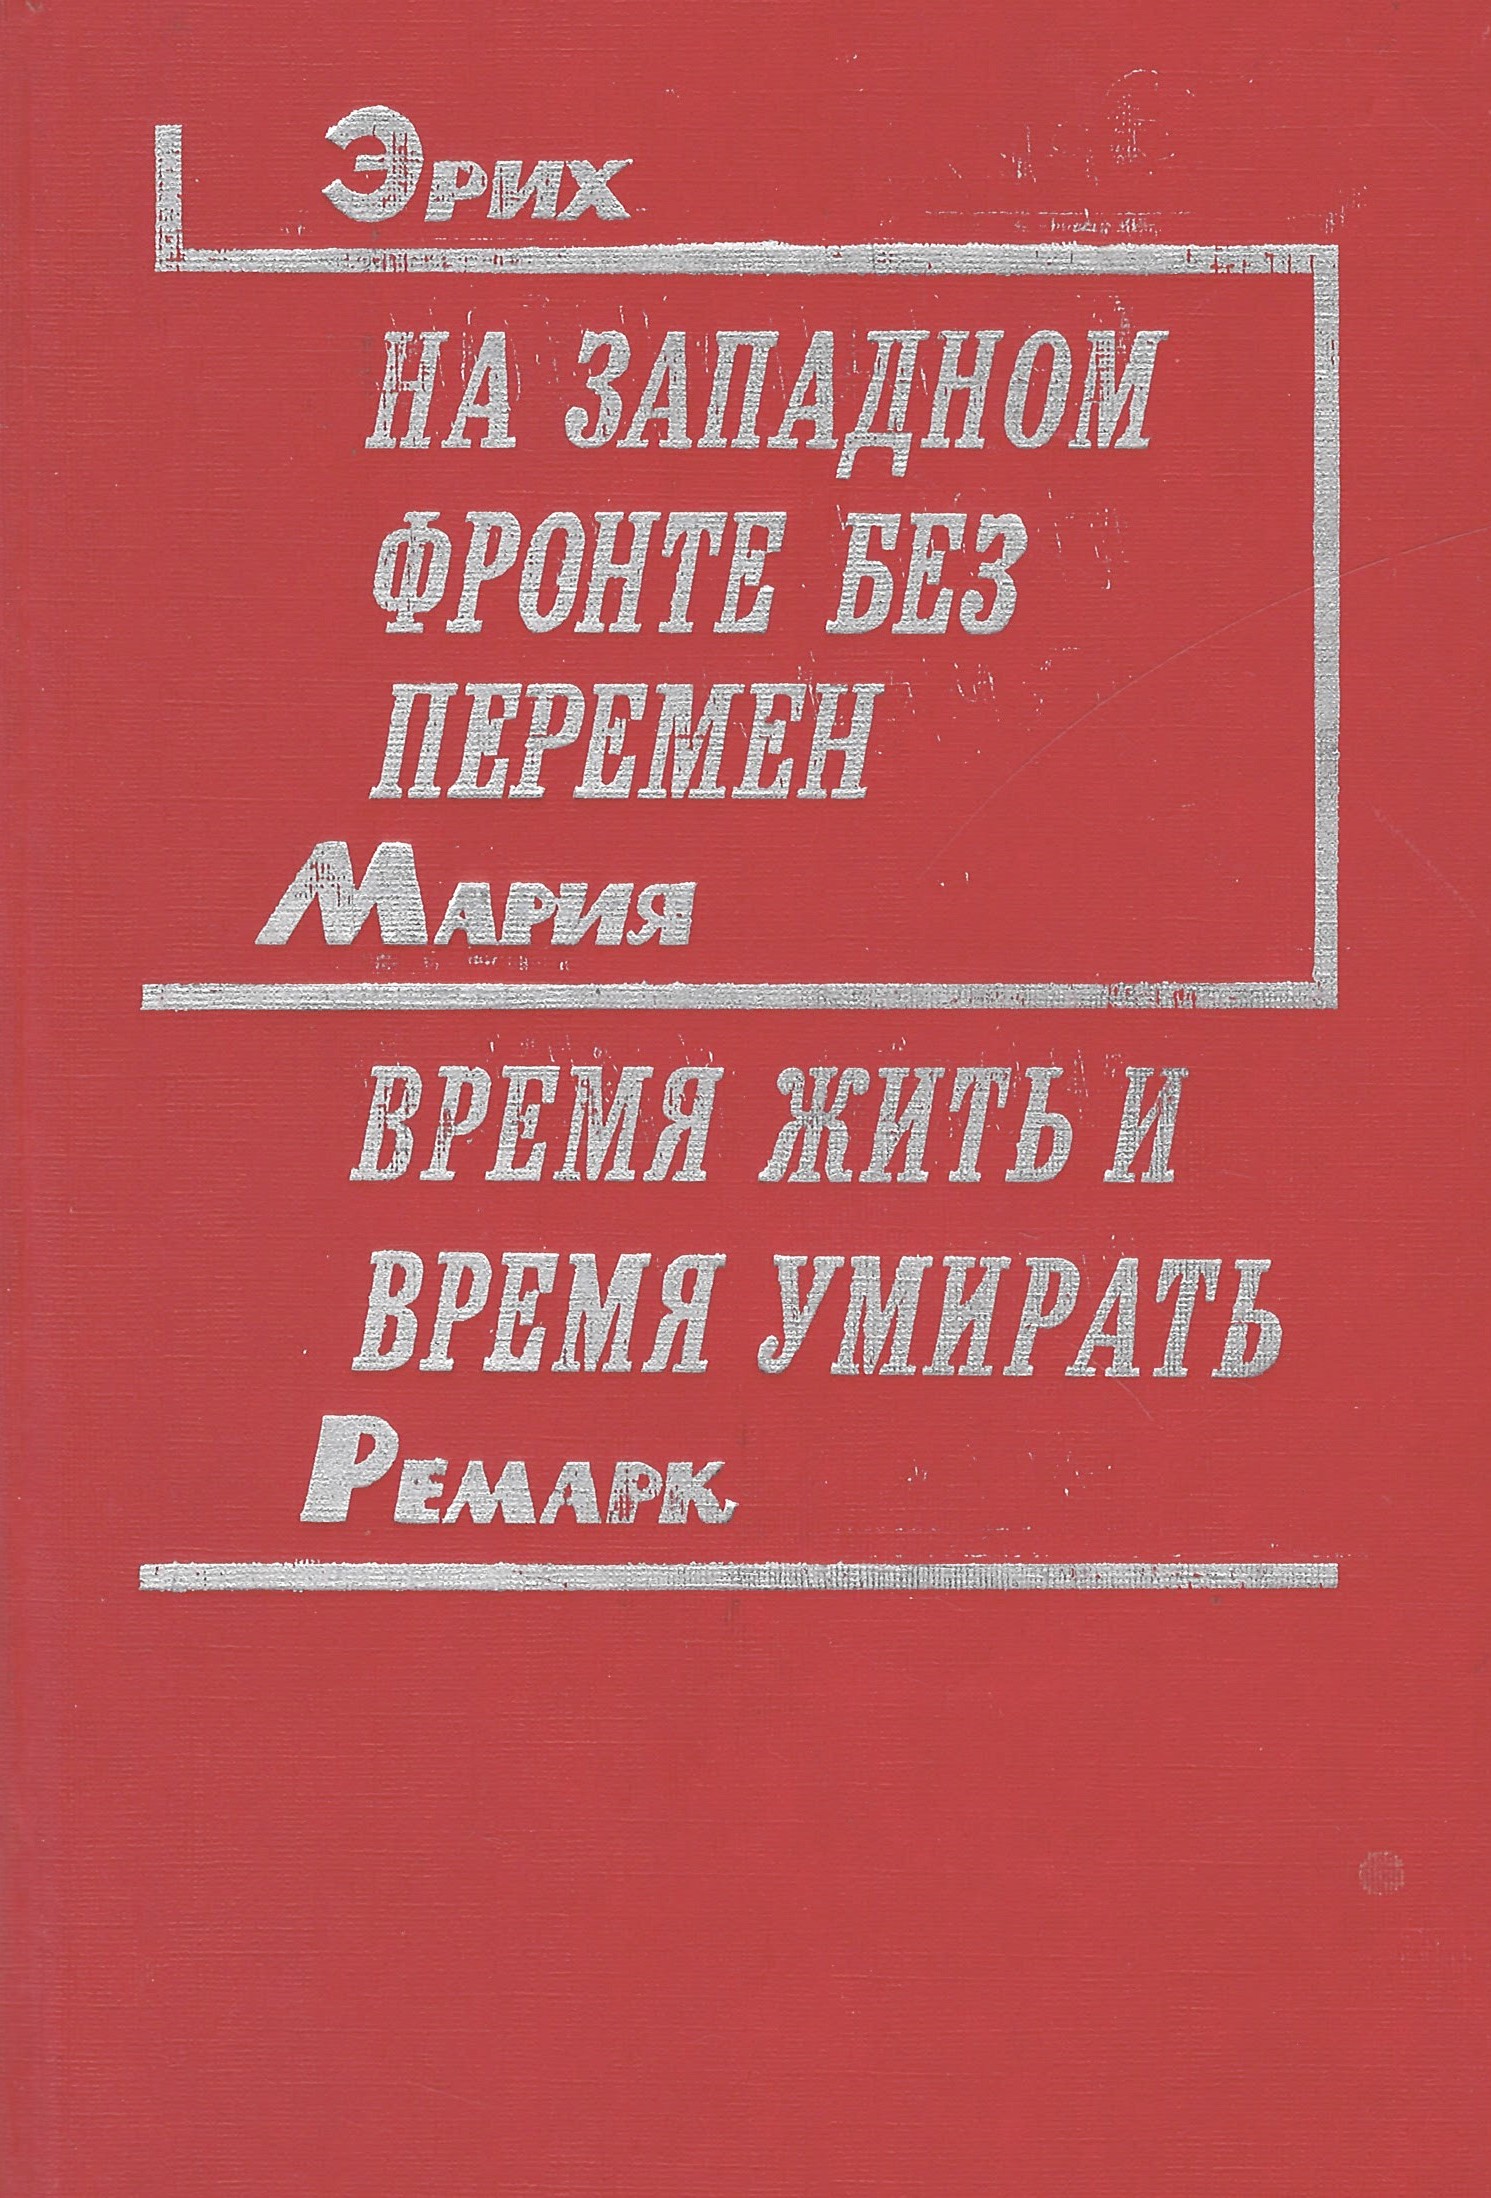 Эрих
НА ЗАПАДНОМ
ФРОНТЕ БЕЗ
ПЕРЕМЕН
Мария
ВРЕМЯ ЖИТЬ И
ВРЕМЯ УМИРАТЬ
Ремарк